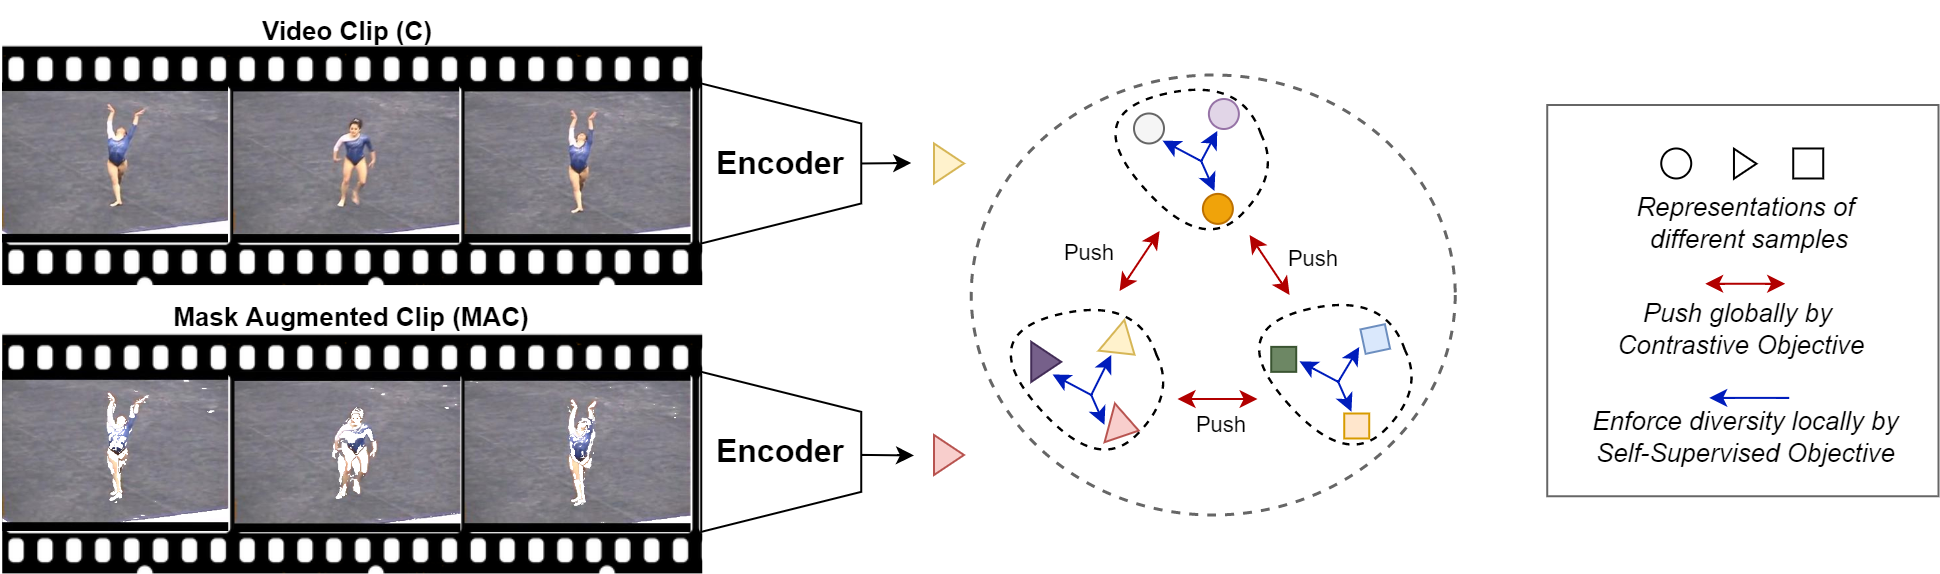 Video Clip (C)
Encoder
Mask Augmented Clip (MAC)
Encoder
Push
Push
Push
Representations of
different samples
Push globally by
Contrastive Objective
Enforce diversity locally by
Self-Supervised Objective